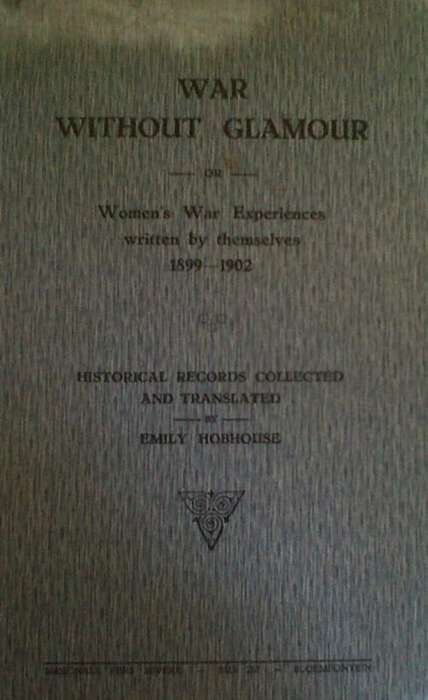 WAR
WITHOUT GLAMOUR
— OR —
Women's War Experiences
written by themselves
1899—1902
HISTORICAL RECORDS COLLECTED
AND TRANSLATED
— BY —
EMILY HOBHOUSE
BLOEMFONTEIN